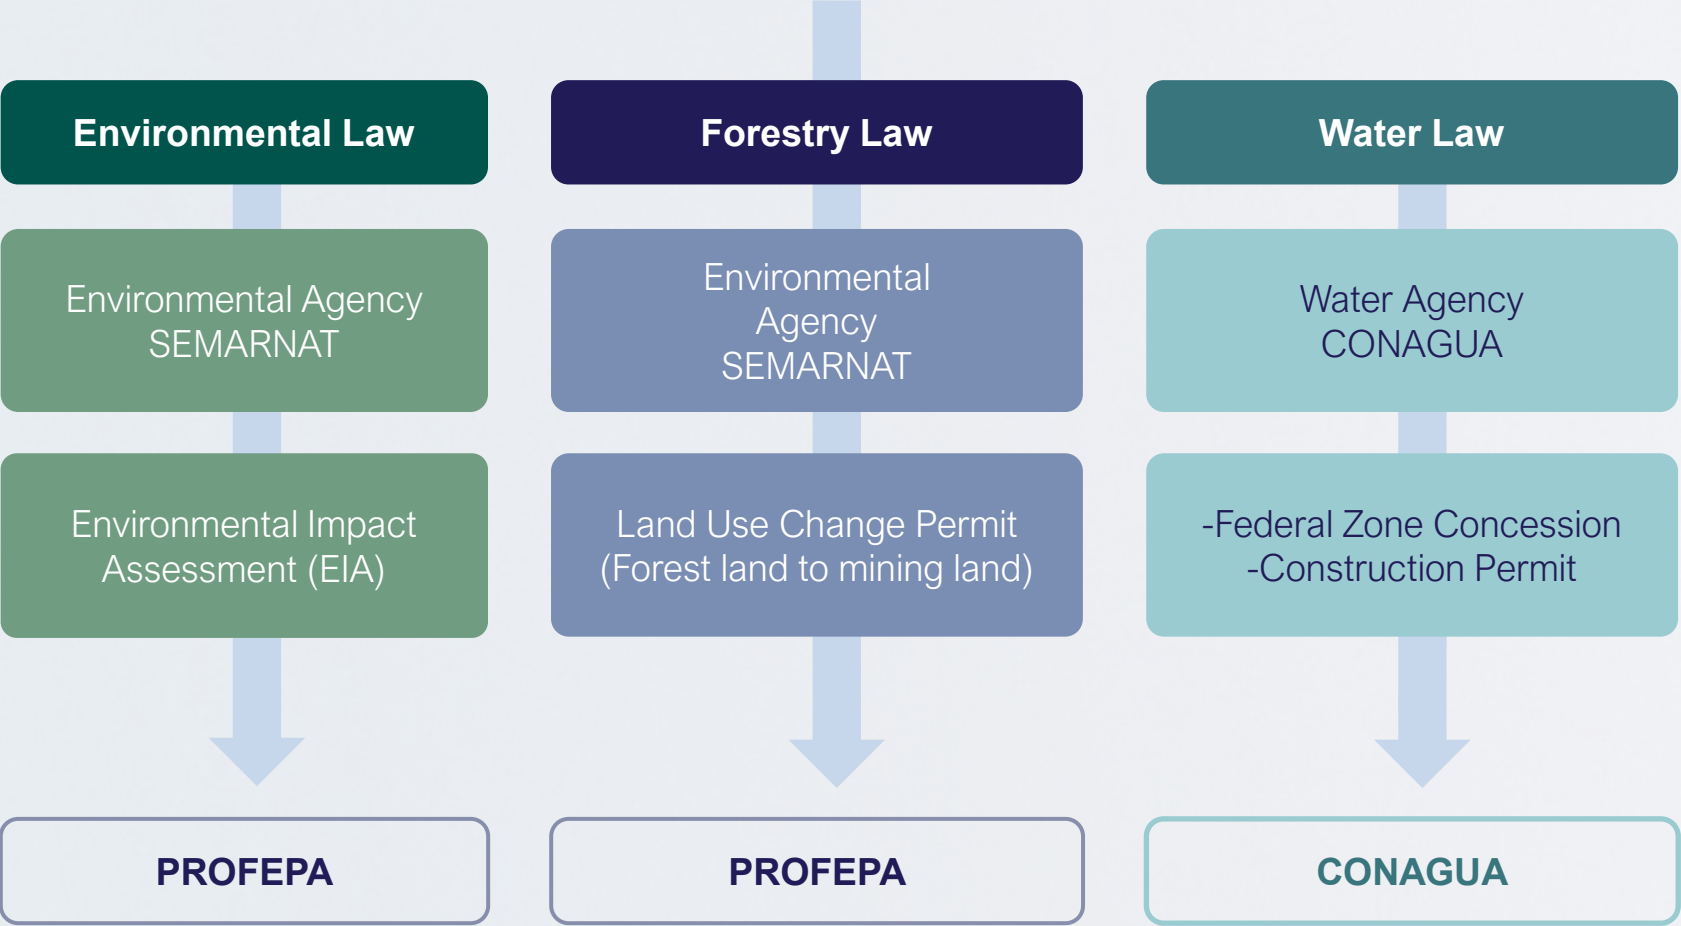 Environmental Law
Forestry Law
Water Law
Environmental Agency
SEMARNAT
Environmental
Agency
SEMARNAT
Water Agency
CONAGUA
Environmental Impact
Assessment (EIA)
Land Use Change Permit
(Forest land to mining land)
-Federal Zone Concession
-Construction Permit
PROFEPA
PROFEPA
CONAGUA